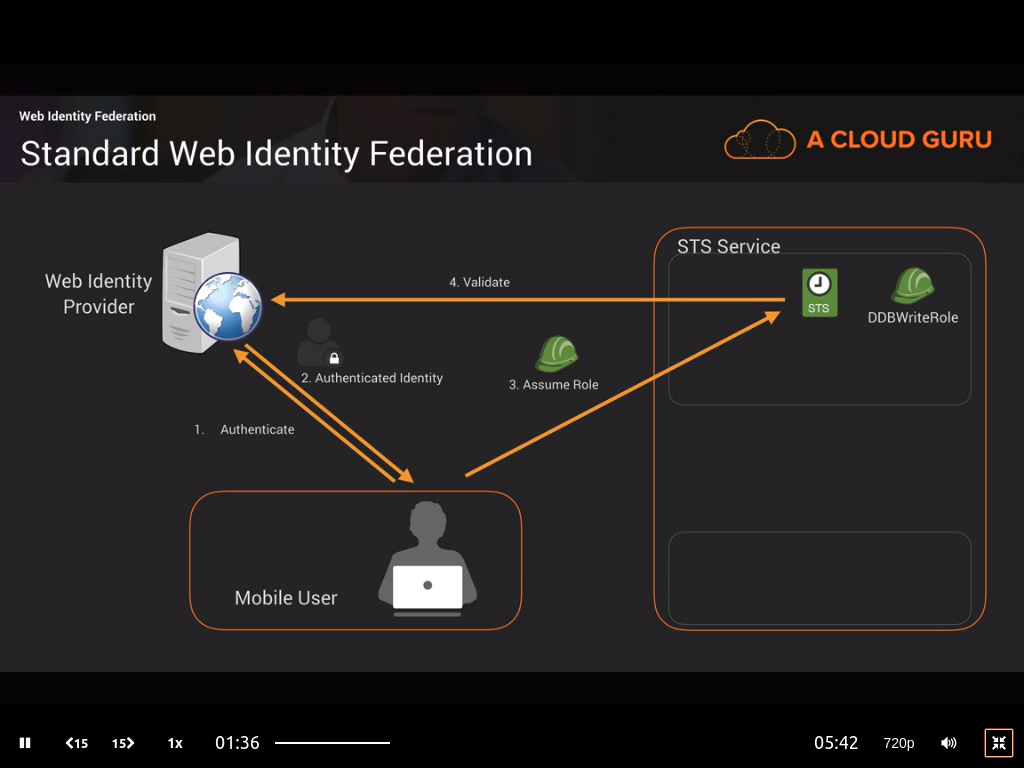 Web Identity Federation
Standard Web Identity Federation
A CLOUD GURU
STS Service
Web Identity
Provider
4. Validate
STS
DDBWriteRole
2. Authenticated Identity
3. Assume Role
1. Authenticate
Mobile User
15
15
1x
01:36
05:42
720p